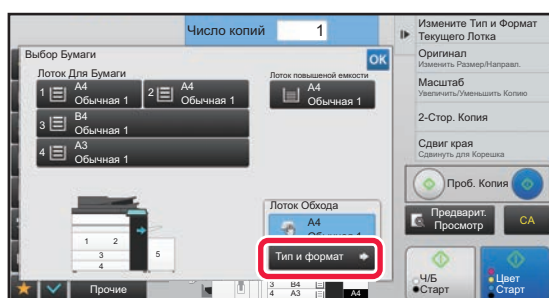 Число копий 1
Выбор Бумаги
OK
Лоток Для Бумаги
1 A4
Обычная 1
2 A4
Обычная 1
3 B4
Обычная 1
4 A3
Обычная 1
Лоток повышеной емкости
A4
Обычная 1
1 2
3
4
5
Лоток Обхода
A4
Обычная 1
Тип и формат
Прочие
3 B4
4 A3
A4
Измените Тип и Формат
Текущего Лотка
Оригинал
Изменить Размер/Направл.
Масштаб
Увеличить/Уменьшить Копию
2-Стор. Копия
Сдвиг края
Сдвинуть для Корешка
Проб. Копия
Предварит.
Просмотр
CA
Ч/Б
Старт
Цвет
Старт